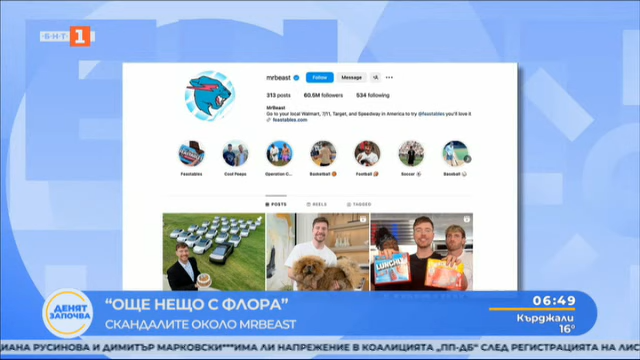 БНТ 1
mrbeast
Follow
Message
313 posts
60.5M followers
534 following
MrBeast
Go to your local Walmart, 7/11, Target, and Speedway in America to try @feastables you'll love it
feastables.com
Feastables
Cool Peeps
Operation C...
Basketball
Football
Soccer
Baseball
POSTS
REELS
TAGGED
LUNCHLY
ДЕНЯТ ЗАПОЧВА
“ОЩЕ НЕЩО С ФЛОРА”
СКАНДАЛИТЕ ОКОЛО MRBEAST
06:49
Кърджали
16°
ИАНА РУСИНОВА И ДИМИТЪР МАРКОВСКИ***ИМА ЛИ НАПРЕЖЕНИЕ В КОАЛИЦИЯТА „ПП-ДБ“ СЛЕД РЕГИСТРАЦИЯТА НА ЛИС